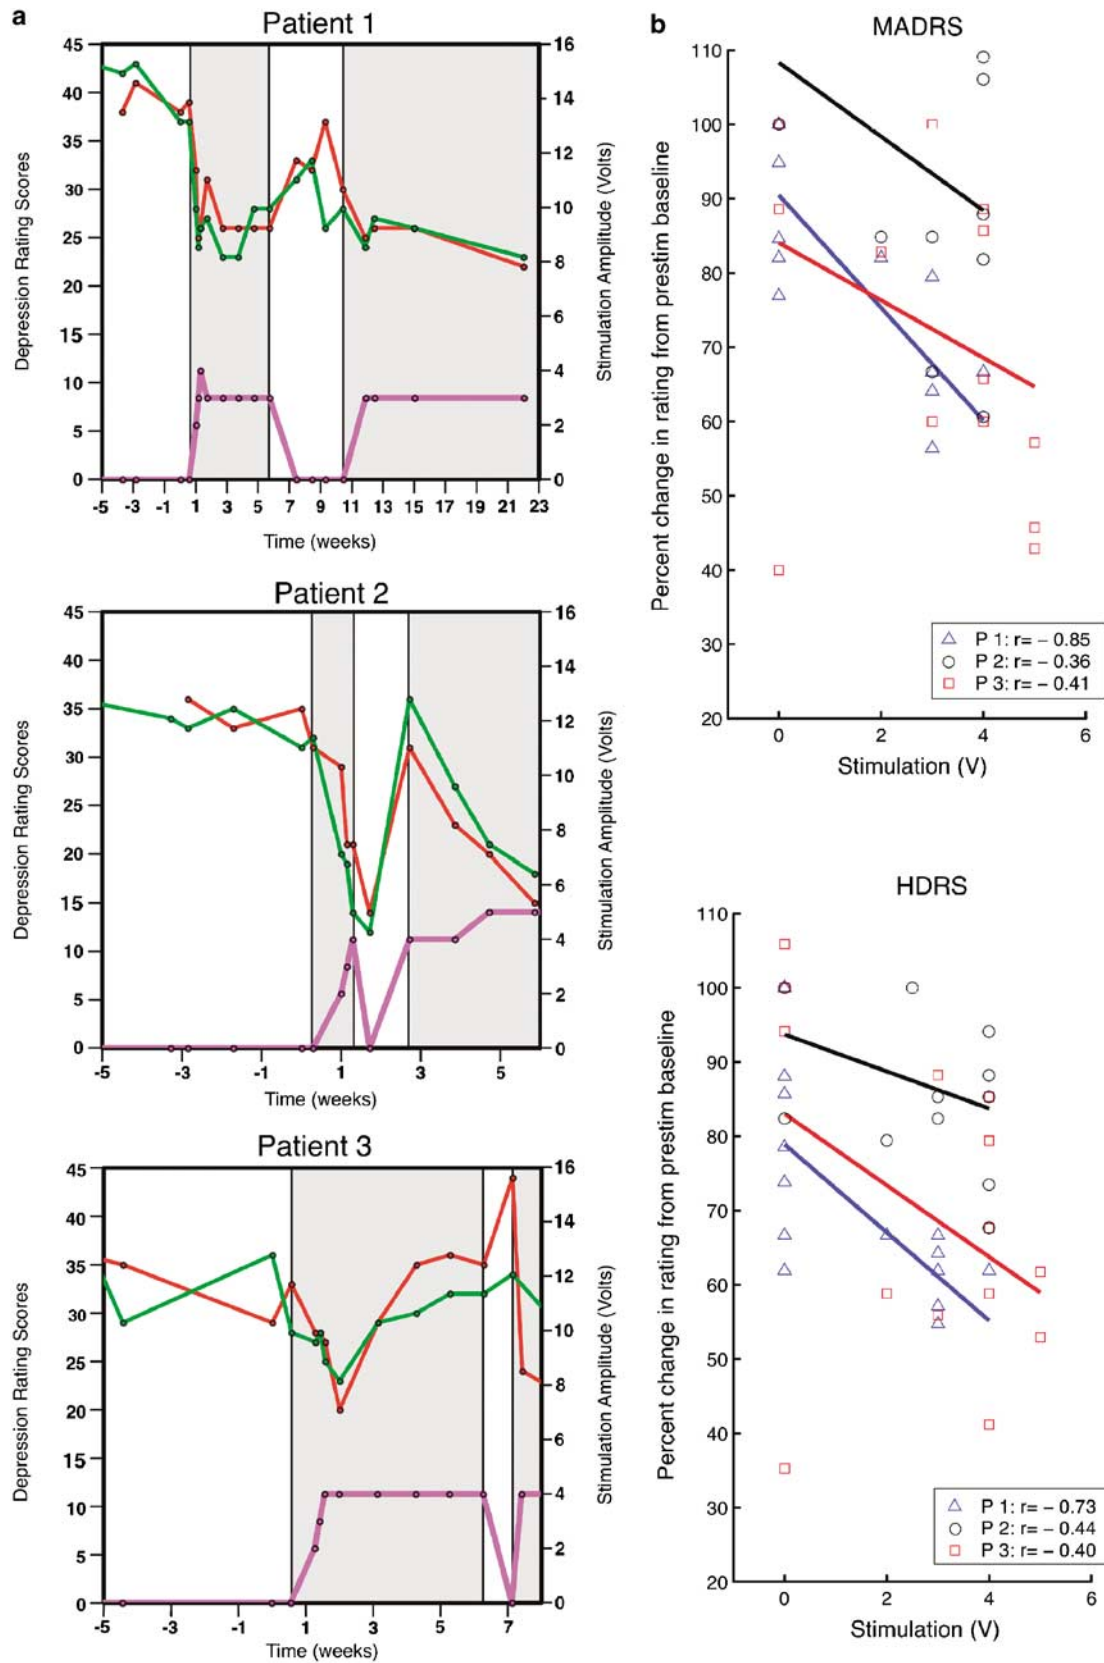 a
Patient 1
45
40
35
30
25
20
15
10
5
0
Depression Rating Scores
16
14
12
10
8
6
4
2
0
Stimulation Amplitude (Volts)
-5 -3 -1 1 3 5 7 9 11 13 15 17 19 21 23
Time (weeks)
Patient 2
45
40
35
30
25
20
15
10
5
0
Depression Rating Scores
16
14
12
10
8
6
4
2
0
Stimulation Amplitude (Volts)
-5 -3 -1 1 3 5
Time (weeks)
Patient 3
45
40
35
30
25
20
15
10
5
0
Depression Rating Scores
16
14
12
10
8
6
4
2
0
Stimulation Amplitude (Volts)
-5 -3 -1 1 3 5 7
Time (weeks)
b
MADRS
110
100
90
80
70
60
50
40
30
20
Percent change in rating from prestim baseline
P 1: r= - 0.85
P 2: r= - 0.36
P 3: r= - 0.41
0 2 4 6
Stimulation (V)
HDRS
110
100
90
80
70
60
50
40
30
20
Percent change in rating from prestim baseline
P 1: r= - 0.73
P 2: r= - 0.44
P 3: r= - 0.40
0 2 4 6
Stimulation (V)